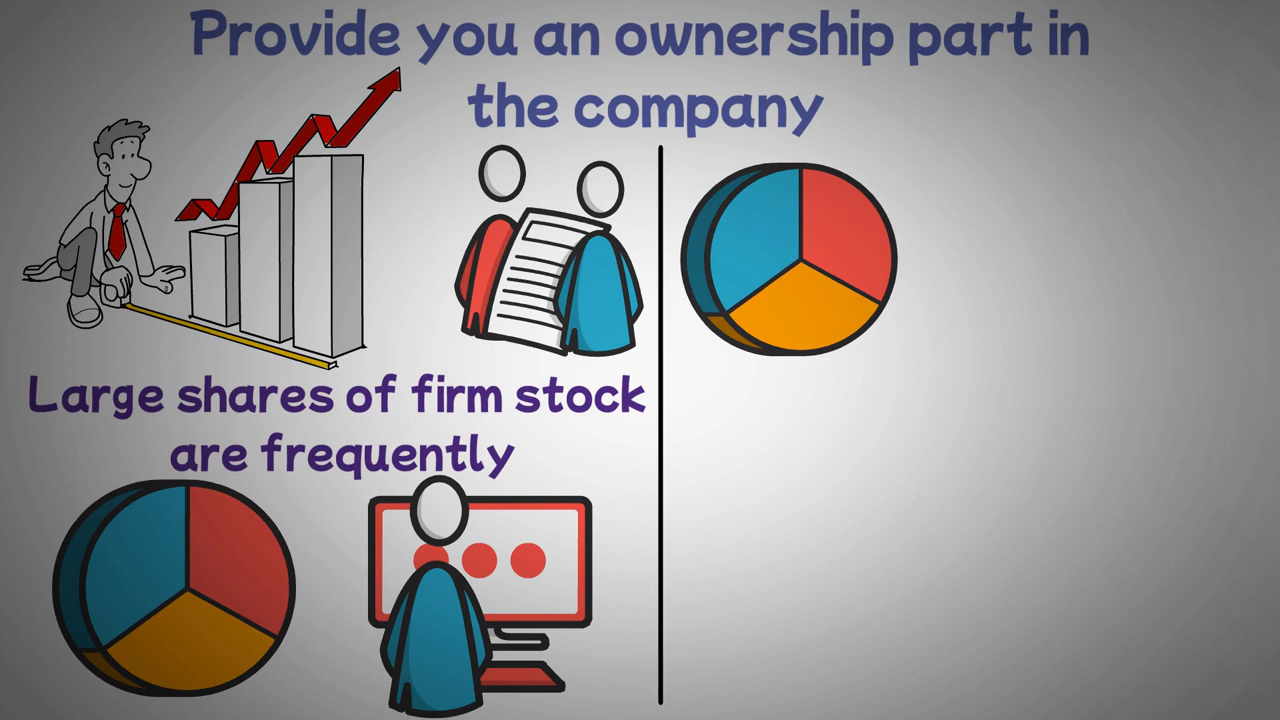 Provide you an ownership part in
the company
Large shares of firm stock
are frequently